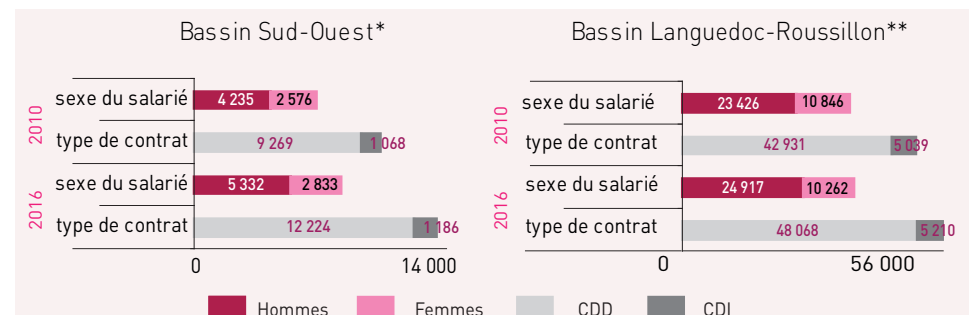 Bassin Sud-Ouest*
2010
sexe du salarié 4 235 2 576
type de contrat 9 269 1 068
2016
sexe du salarié 5 332 2 833
type de contrat 12 224 1 186
0 14 000
Bassin Languedoc-Roussillon**
2010
sexe du salarié 23 426 10 846
type de contrat 42 931 5 039
2016
sexe du salarié 24 917 10 262
type de contrat 48 068 5 210
0 56 000
Hommes Femmes CDD CDI